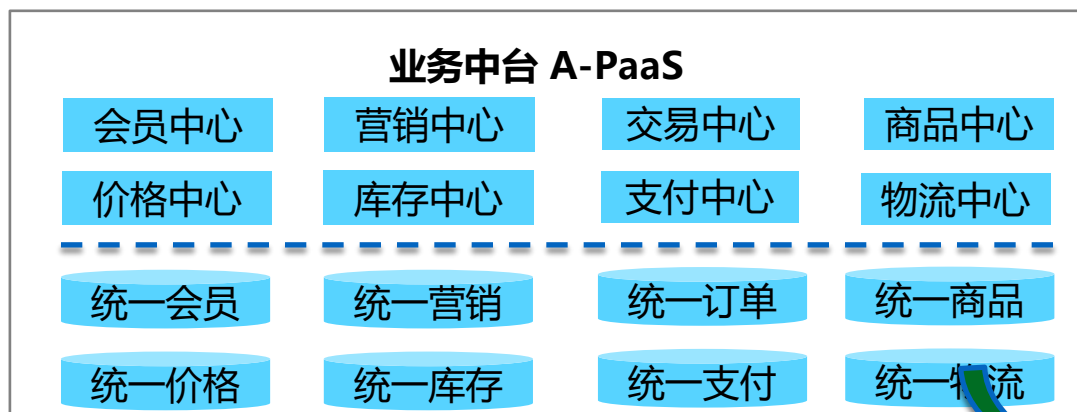 业务中台 A-PaaS
会员中心 营销中心 交易中心 商品中心
价格中心 库存中心 支付中心 物流中心
统一会员 统一营销 统一订单 统一商品
统一价格 统一库存 统一支付 统一物流